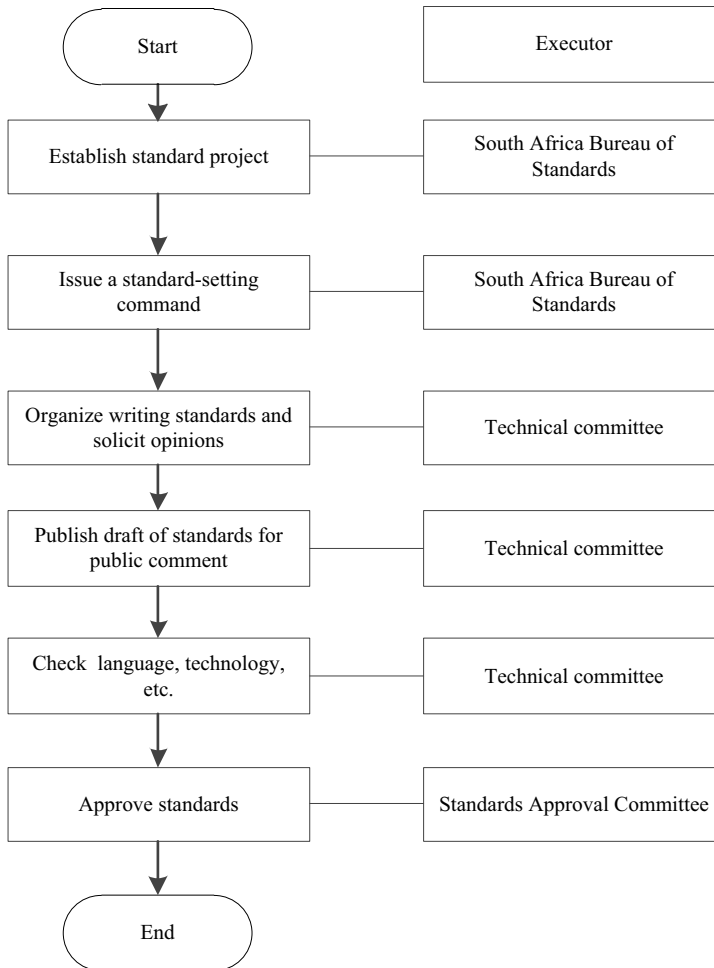 Start
Executor
Establish standard project
South Africa Bureau of
Standards
Issue a standard-setting
command
South Africa Bureau of
Standards
Organize writing standards and
solicit opinions
Technical committee
Publish draft of standards for
public comment
Technical committee
Check language, technology,
etc.
Technical committee
Approve standards
Standards Approval Committee
End